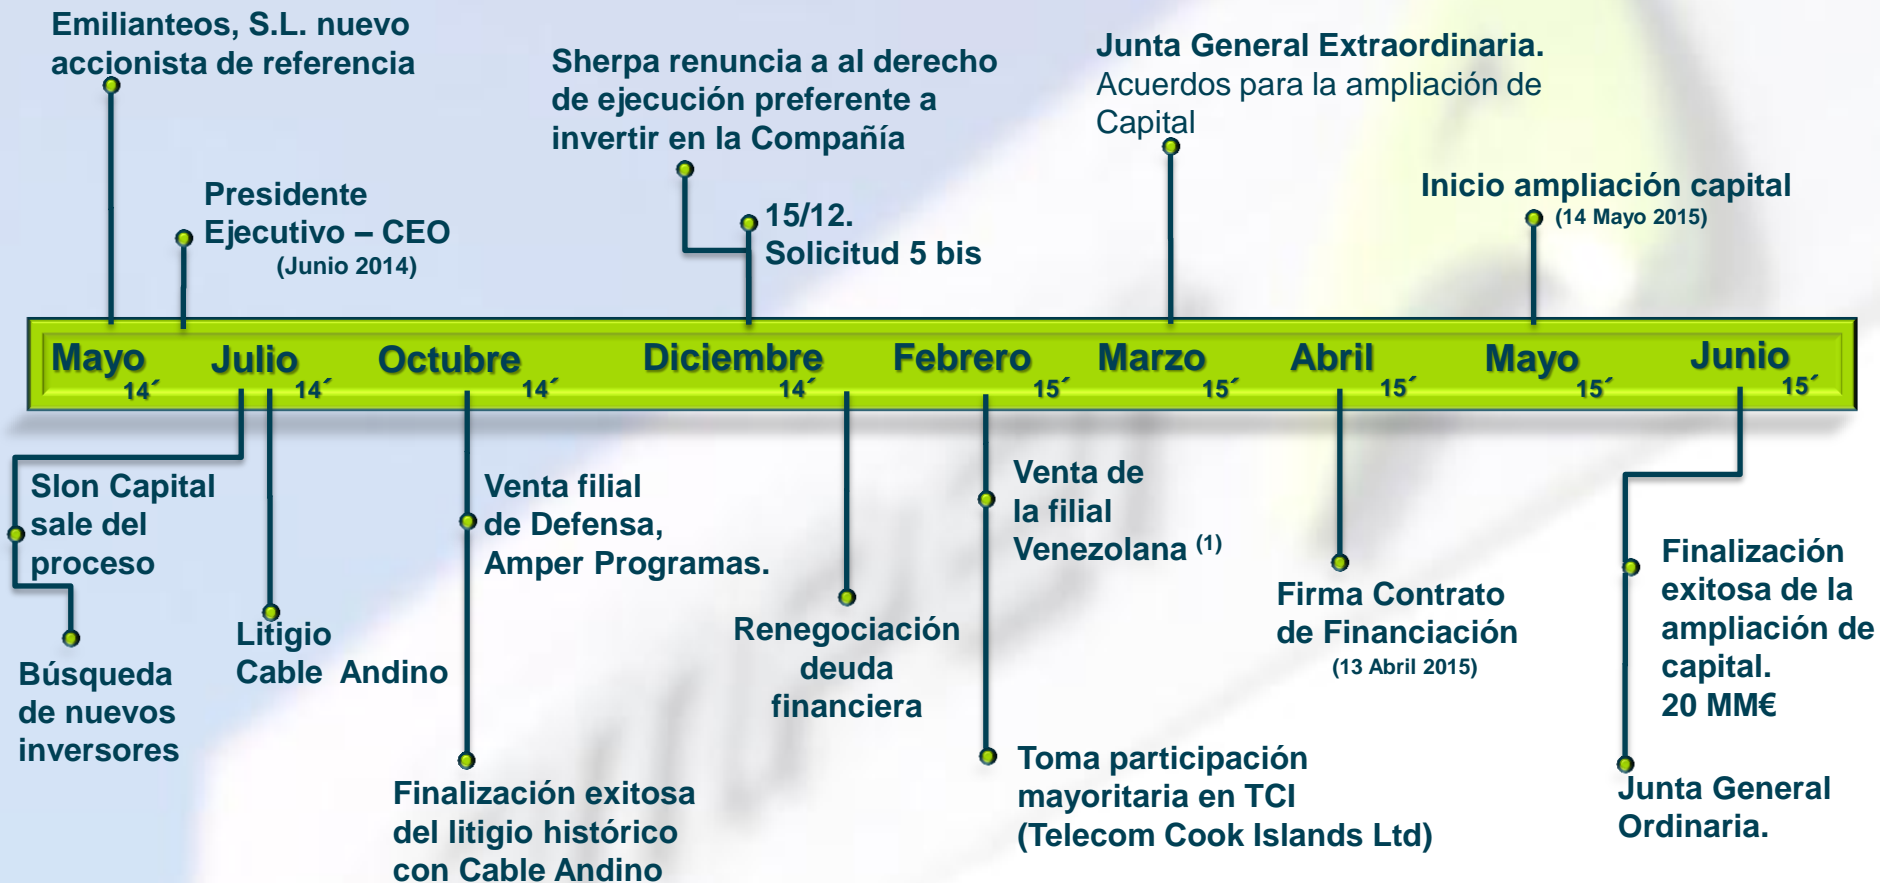 Emilianteos, S.L. nuevo
accionista de referencia
Presidente
Ejecutivo – CEO
(Junio 2014)
Sherpa renuncia a al derecho
de ejecución preferente a
invertir en la Compañía
15/12.
Solicitud 5 bis
Junta General Extraordinaria.
Acuerdos para la ampliación de
Capital
Inicio ampliación capital
(14 Mayo 2015)
Mayo 14´
Julio 14´
Octubre 14´
Diciembre 14´
Febrero 15´
Marzo 15´
Abril 15´
Mayo 15´
Junio 15´
Slon Capital
sale del
proceso
Búsqueda
de nuevos
inversores
Litigio
Cable Andino
Venta filial
de Defensa,
Amper Programas.
Finalización exitosa
del litigio histórico
con Cable Andino
Renegociación
deuda
financiera
Venta de
la filial
Venezolana (1)
Toma participación
mayoritaria en TCI
(Telecom Cook Islands Ltd)
Firma Contrato
de Financiación
(13 Abril 2015)
Finalización
exitosa de la
ampliación de
capital.
20 MM€
Junta General
Ordinaria.